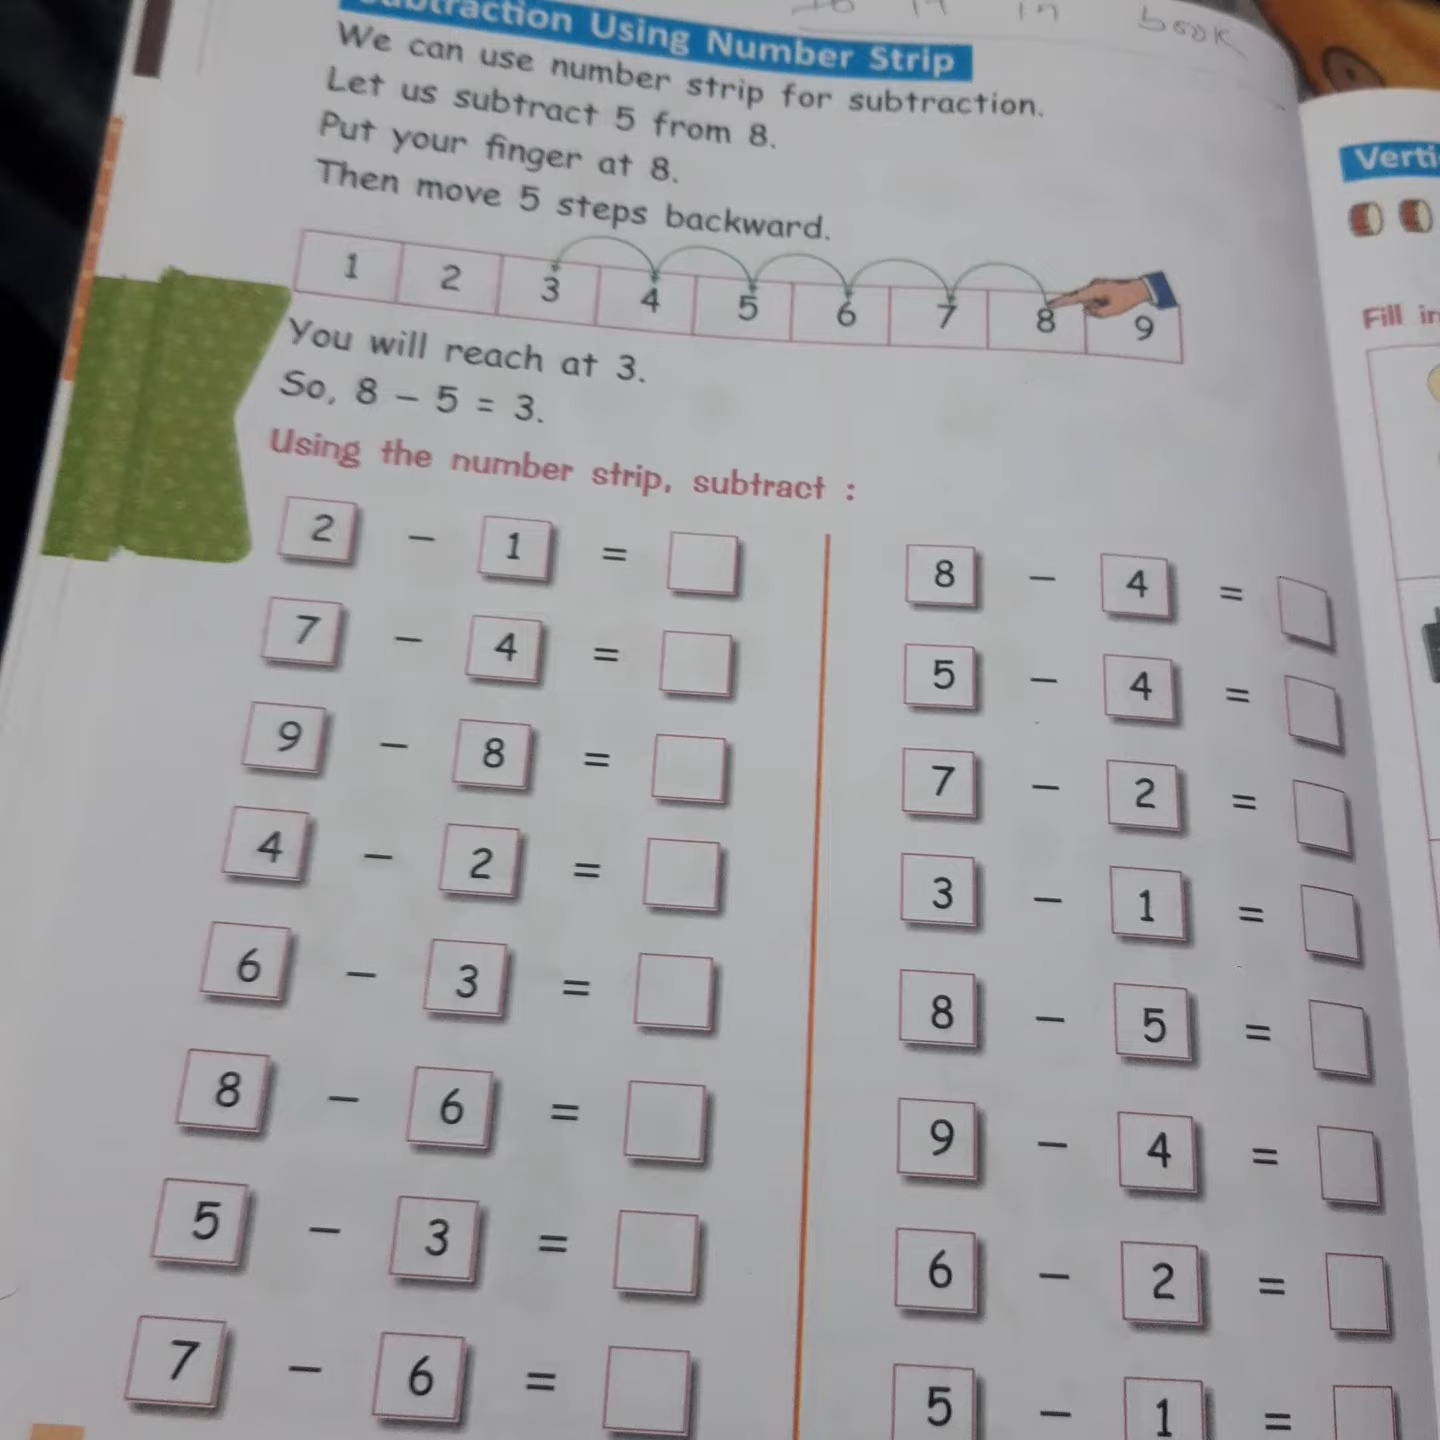 Subtraction Using Number Strip
We can use number strip for subtraction.
Let us subtract 5 from 8.
Put your finger at 8.
Then move 5 steps backward.
1 2 3 4 5 6 7 8 9
You will reach at 3.
So, 8 – 5 = 3.
Using the number strip, subtract :
2 – 1 =
7 – 4 =
9 – 8 =
4 – 2 =
6 – 3 =
8 – 6 =
5 – 3 =
7 – 6 =
8 – 4 =
5 – 4 =
7 – 2 =
3 – 1 =
8 – 5 =
9 – 4 =
6 – 2 =
5 – 1 =
book
Verti
Fill in